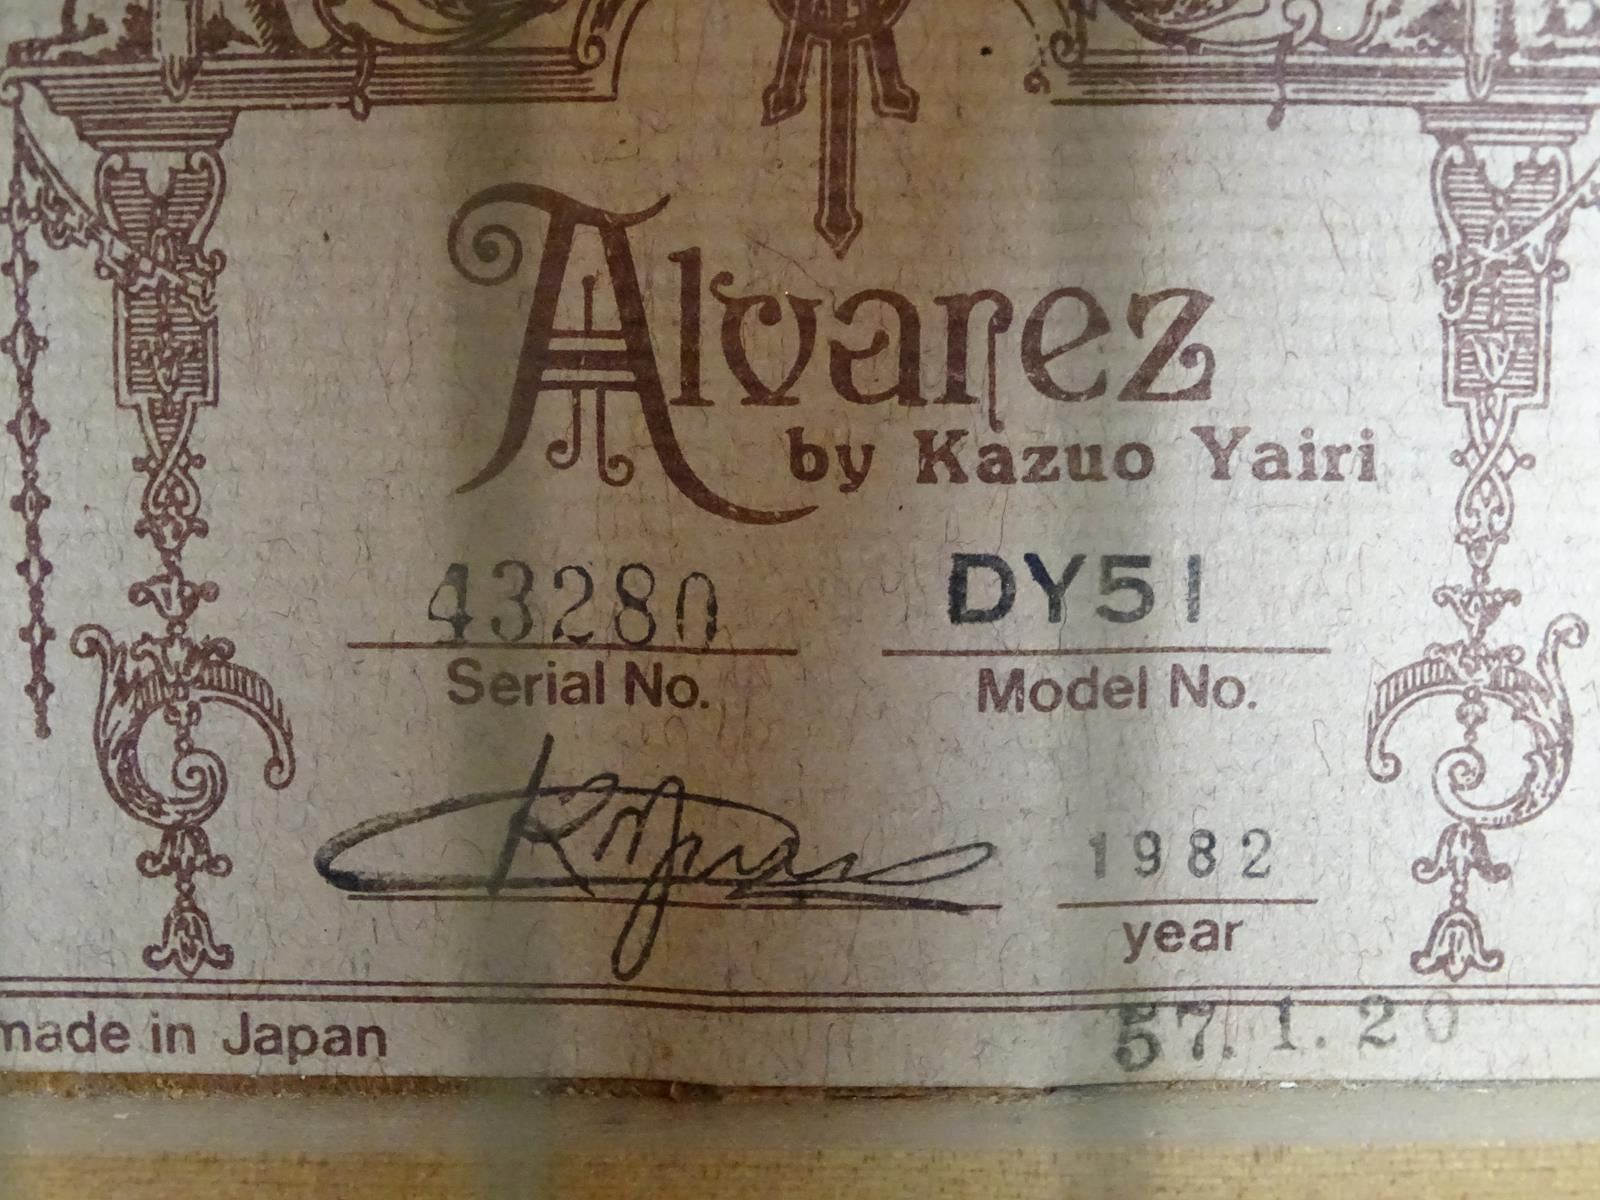 Alvarez
by Kazuo Yairi
43280 DY51
Serial No. Model No.
1982
year
made in Japan
57.1.20